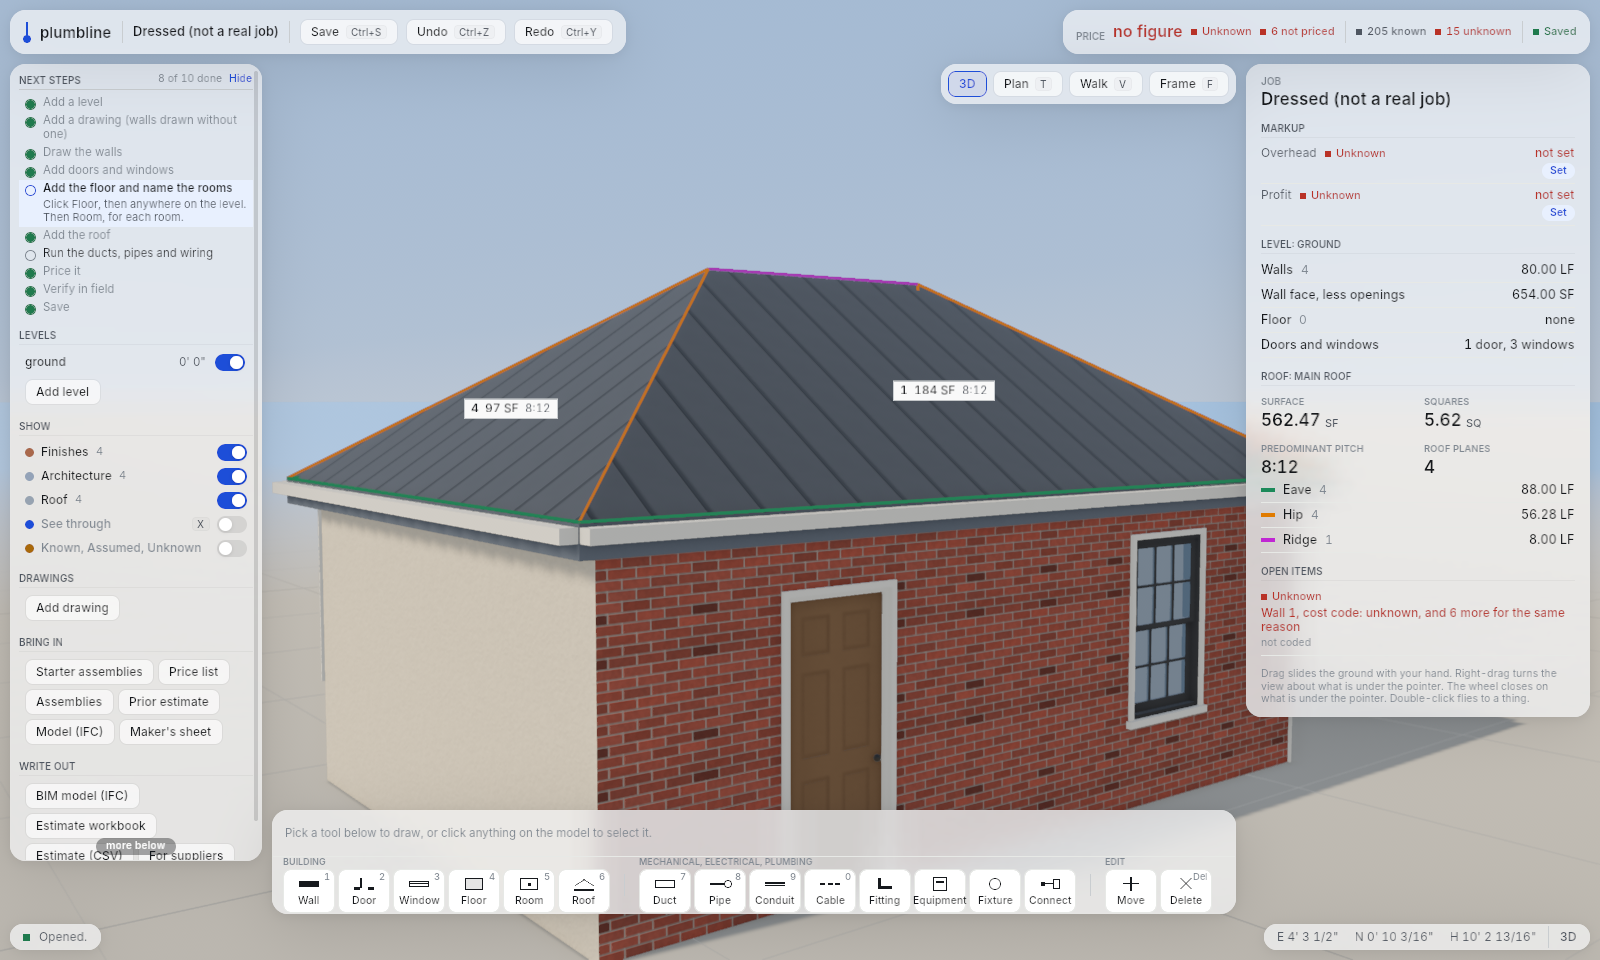 plumbline
Dressed (not a real job)
Save Ctrl+S
Undo Ctrl+Z
Redo Ctrl+Y
PRICE no figure Unknown 6 not priced 205 known 15 unknown Saved
NEXT STEPS 8 of 10 done Hide
Add a level
Add a drawing (walls drawn without
one)
Draw the walls
Add doors and windows
Add the floor and name the rooms
Click Floor, then anywhere on the level.
Then Room, for each room.
Add the roof
Run the ducts, pipes and wiring
Price it
Verify in field
Save
LEVELS
ground 0' 0"
Add level
SHOW
Finishes 4
Architecture 4
Roof 4
See through X
Known, Assumed, Unknown
DRAWINGS
Add drawing
BRING IN
Starter assemblies Price list
Assemblies Prior estimate
Model (IFC) Maker's sheet
WRITE OUT
BIM model (IFC)
Estimate workbook
more below
Estimate (CSV) For suppliers
Opened.
3D Plan T Walk V Frame F
4 97 SF 8:12
1 184 SF 8:12
JOB
Dressed (not a real job)
MARKUP
Overhead Unknown not set
Set
Profit Unknown not set
Set
LEVEL: GROUND
Walls 4 80.00 LF
Wall face, less openings 654.00 SF
Floor 0 none
Doors and windows 1 door, 3 windows
ROOF: MAIN ROOF
SURFACE SQUARES
562.47 SF 5.62 SQ
PREDOMINANT PITCH ROOF PLANES
8:12 4
Eave 4 88.00 LF
Hip 4 56.28 LF
Ridge 1 8.00 LF
OPEN ITEMS
Unknown
Wall 1, cost code: unknown, and 6 more for the same
reason
not coded
Drag slides the ground with your hand. Right-drag turns the
view about what is under the pointer. The wheel closes on
what is under the pointer. Double-click flies to a thing.
Pick a tool below to draw, or click anything on the model to select it.
BUILDING MECHANICAL, ELECTRICAL, PLUMBING EDIT
1 2 3 4 5 6 7 8 9 0 Del
Wall Door Window Floor Room Roof Duct Pipe Conduit Cable Fitting Equipment Fixture Connect Move Delete
E 4' 3 1/2" N 0' 10 3/16" H 10' 2 13/16" 3D